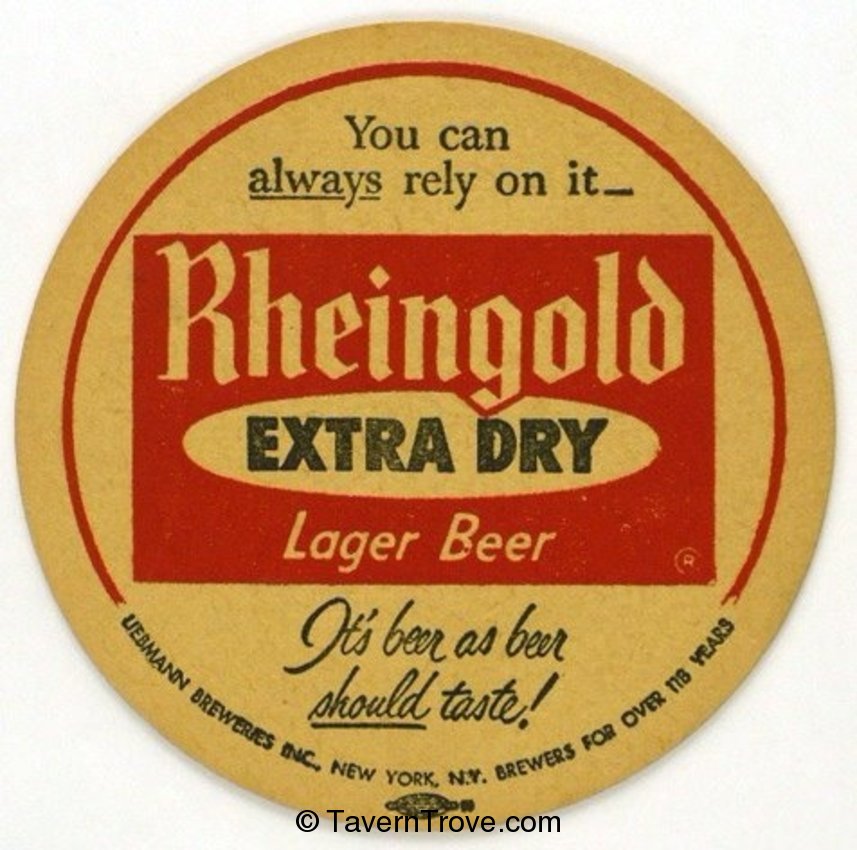 You can
always rely on it—
Rheingold
EXTRA DRY
Lager Beer
®
It's beer as beer
should taste!
LIEBMANN BREWERIES INC., NEW YORK, N.Y. BREWERS FOR OVER 118 YEARS
© TavernTrove.com